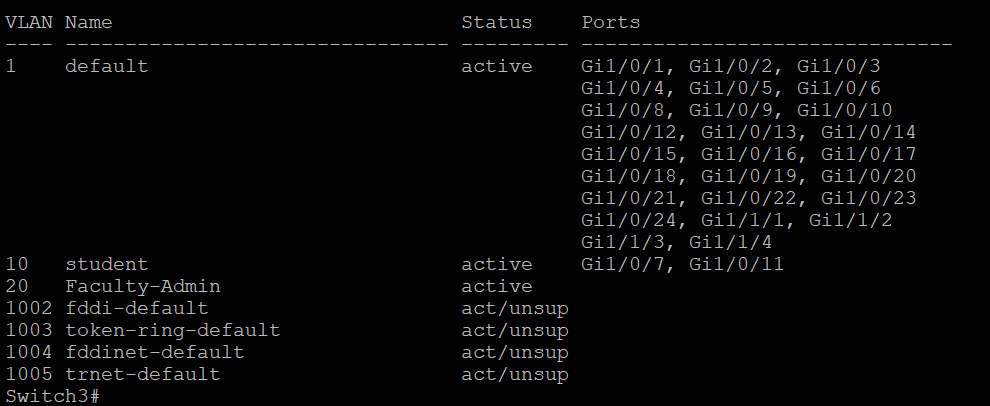 VLAN Name                             Status    Ports
---- -------------------------------- --------- -------------------------------
1    default                          active    Gi1/0/1, Gi1/0/2, Gi1/0/3
                                                Gi1/0/4, Gi1/0/5, Gi1/0/6
                                                Gi1/0/8, Gi1/0/9, Gi1/0/10
                                                Gi1/0/12, Gi1/0/13, Gi1/0/14
                                                Gi1/0/15, Gi1/0/16, Gi1/0/17
                                                Gi1/0/18, Gi1/0/19, Gi1/0/20
                                                Gi1/0/21, Gi1/0/22, Gi1/0/23
                                                Gi1/0/24, Gi1/1/1, Gi1/1/2
                                                Gi1/1/3, Gi1/1/4
10   student                          active    Gi1/0/7, Gi1/0/11
20   Faculty-Admin                    active
1002 fddi-default                     act/unsup
1003 token-ring-default               act/unsup
1004 fddinet-default                  act/unsup
1005 trnet-default                    act/unsup
Switch3#